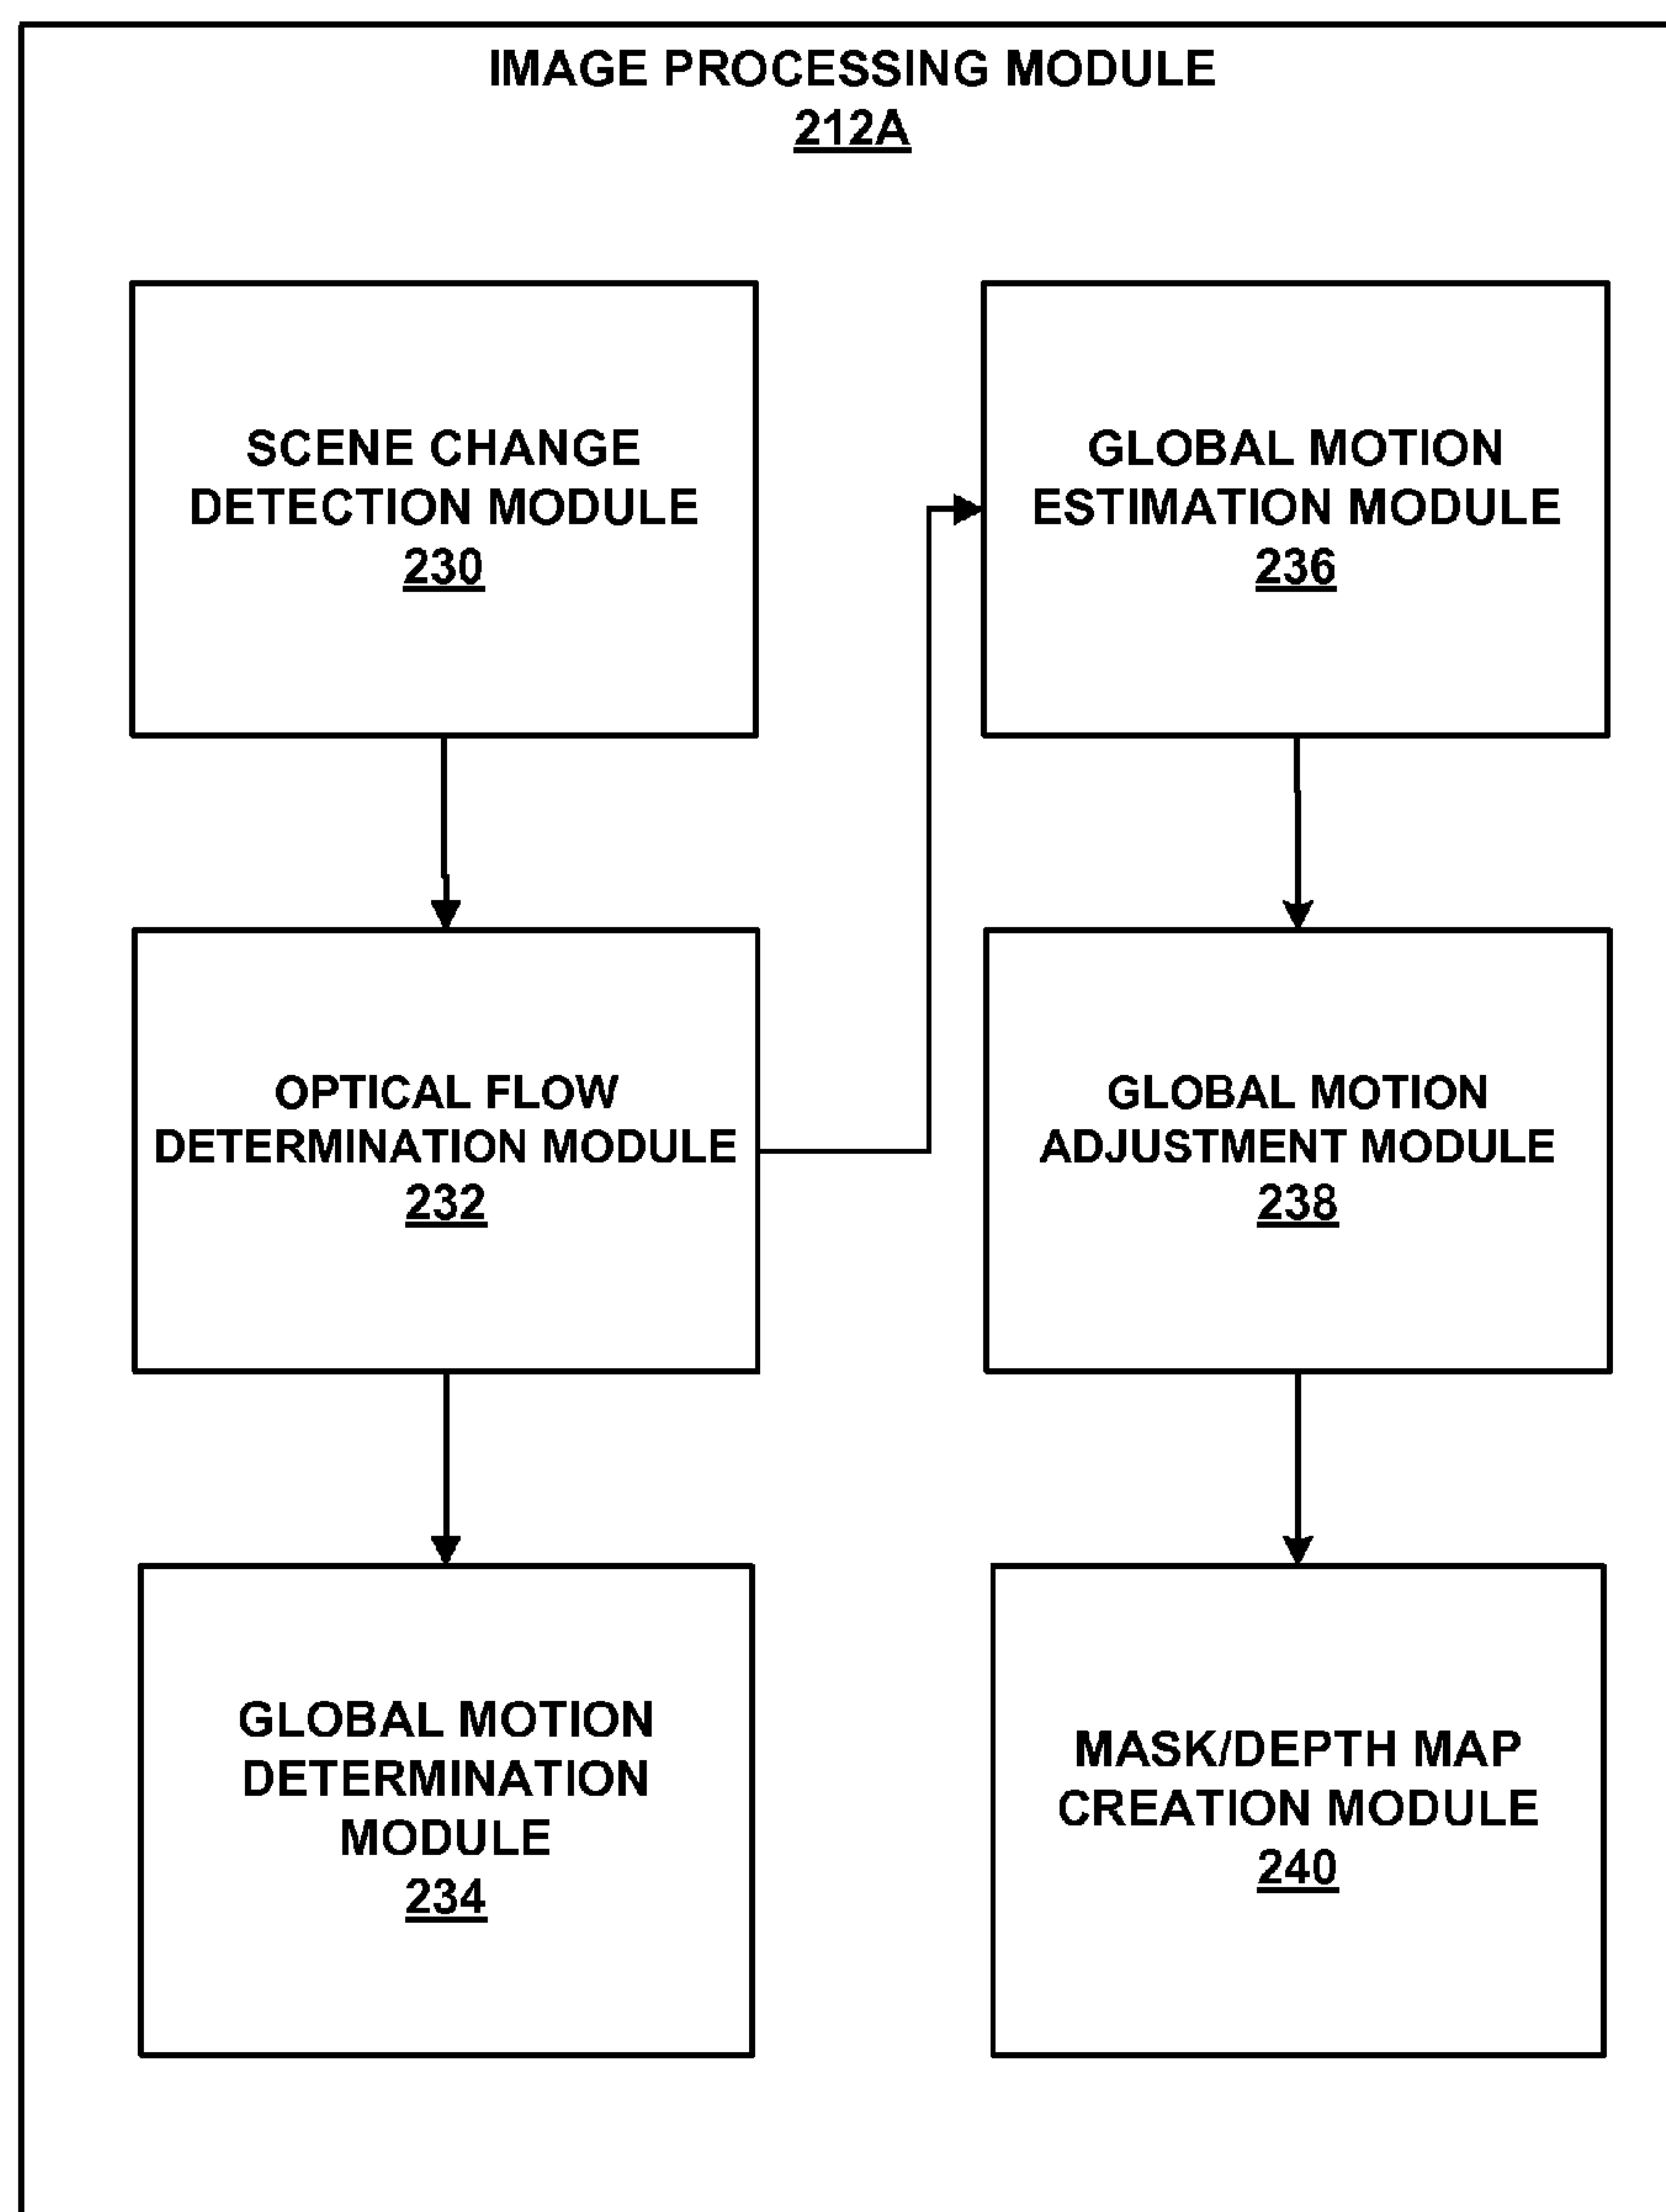 IMAGE PROCESSING MODULE
212A
SCENE CHANGE
DETECTION MODULE
230
OPTICAL FLOW
DETERMINATION MODULE
232
GLOBAL MOTION
DETERMINATION
MODULE
234
GLOBAL MOTION
ESTIMATION MODULE
236
GLOBAL MOTION
ADJUSTMENT MODULE
238
MASK/DEPTH MAP
CREATION MODULE
240